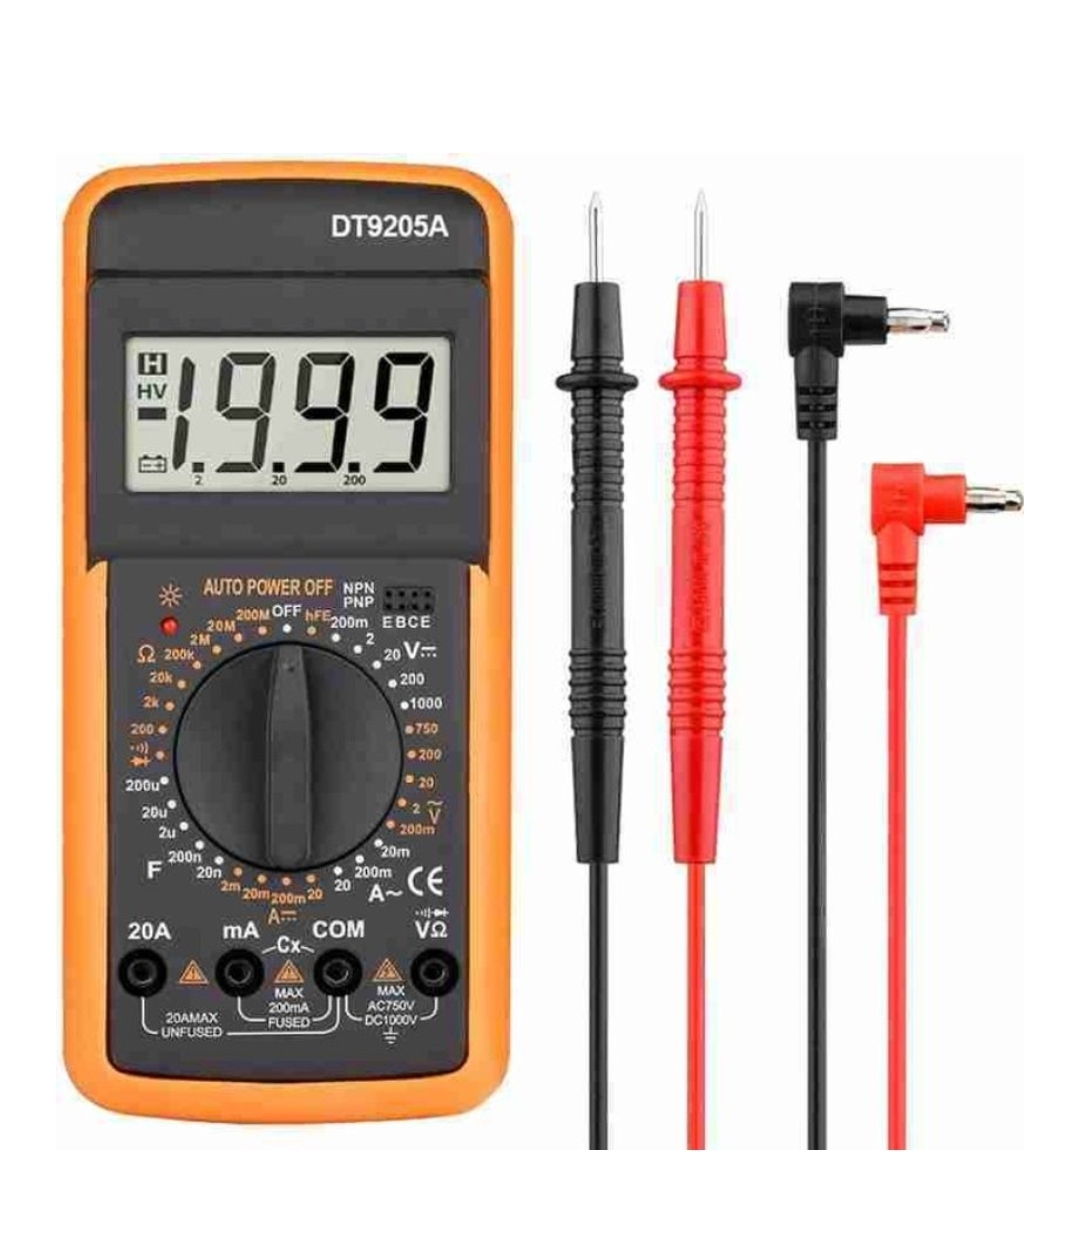 DT9205A
H
HV
-1.9.9.9
2 20 200
AUTO POWER OFF
NPN
PNP
EBCE
OFF
hFE
200m
2
20
V⎓
200
1000
750
200
20
2
V~
200m
20m
200m
A~
20
CE
20
200m
20m
2m
A⎓
20n
200n
F
2u
20u
200u
200
2k
20k
200k
Ω
2M
20M
200M
20A
mA
COM
VΩ
Cx
MAX
200mA
FUSED
MAX
AC750V
DC1000V
20AMAX
UNFUSED